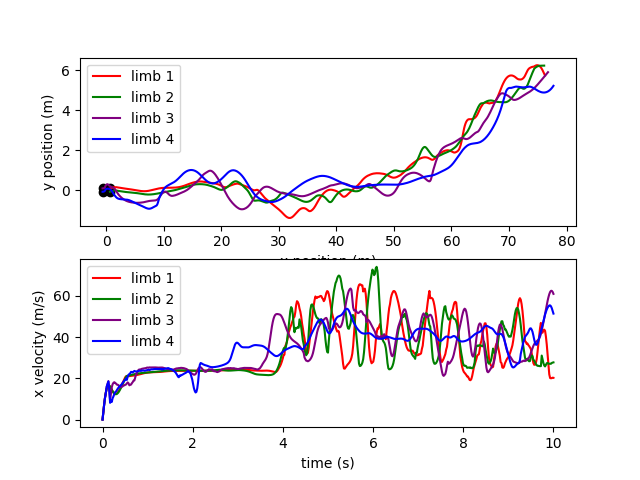 y position (m)
6
4
2
0
limb 1
limb 2
limb 3
limb 4
0 10 20 30 40 50 60 70 80
x position (m)
x velocity (m/s)
60
40
20
0
limb 1
limb 2
limb 3
limb 4
0 2 4 6 8 10
time (s)